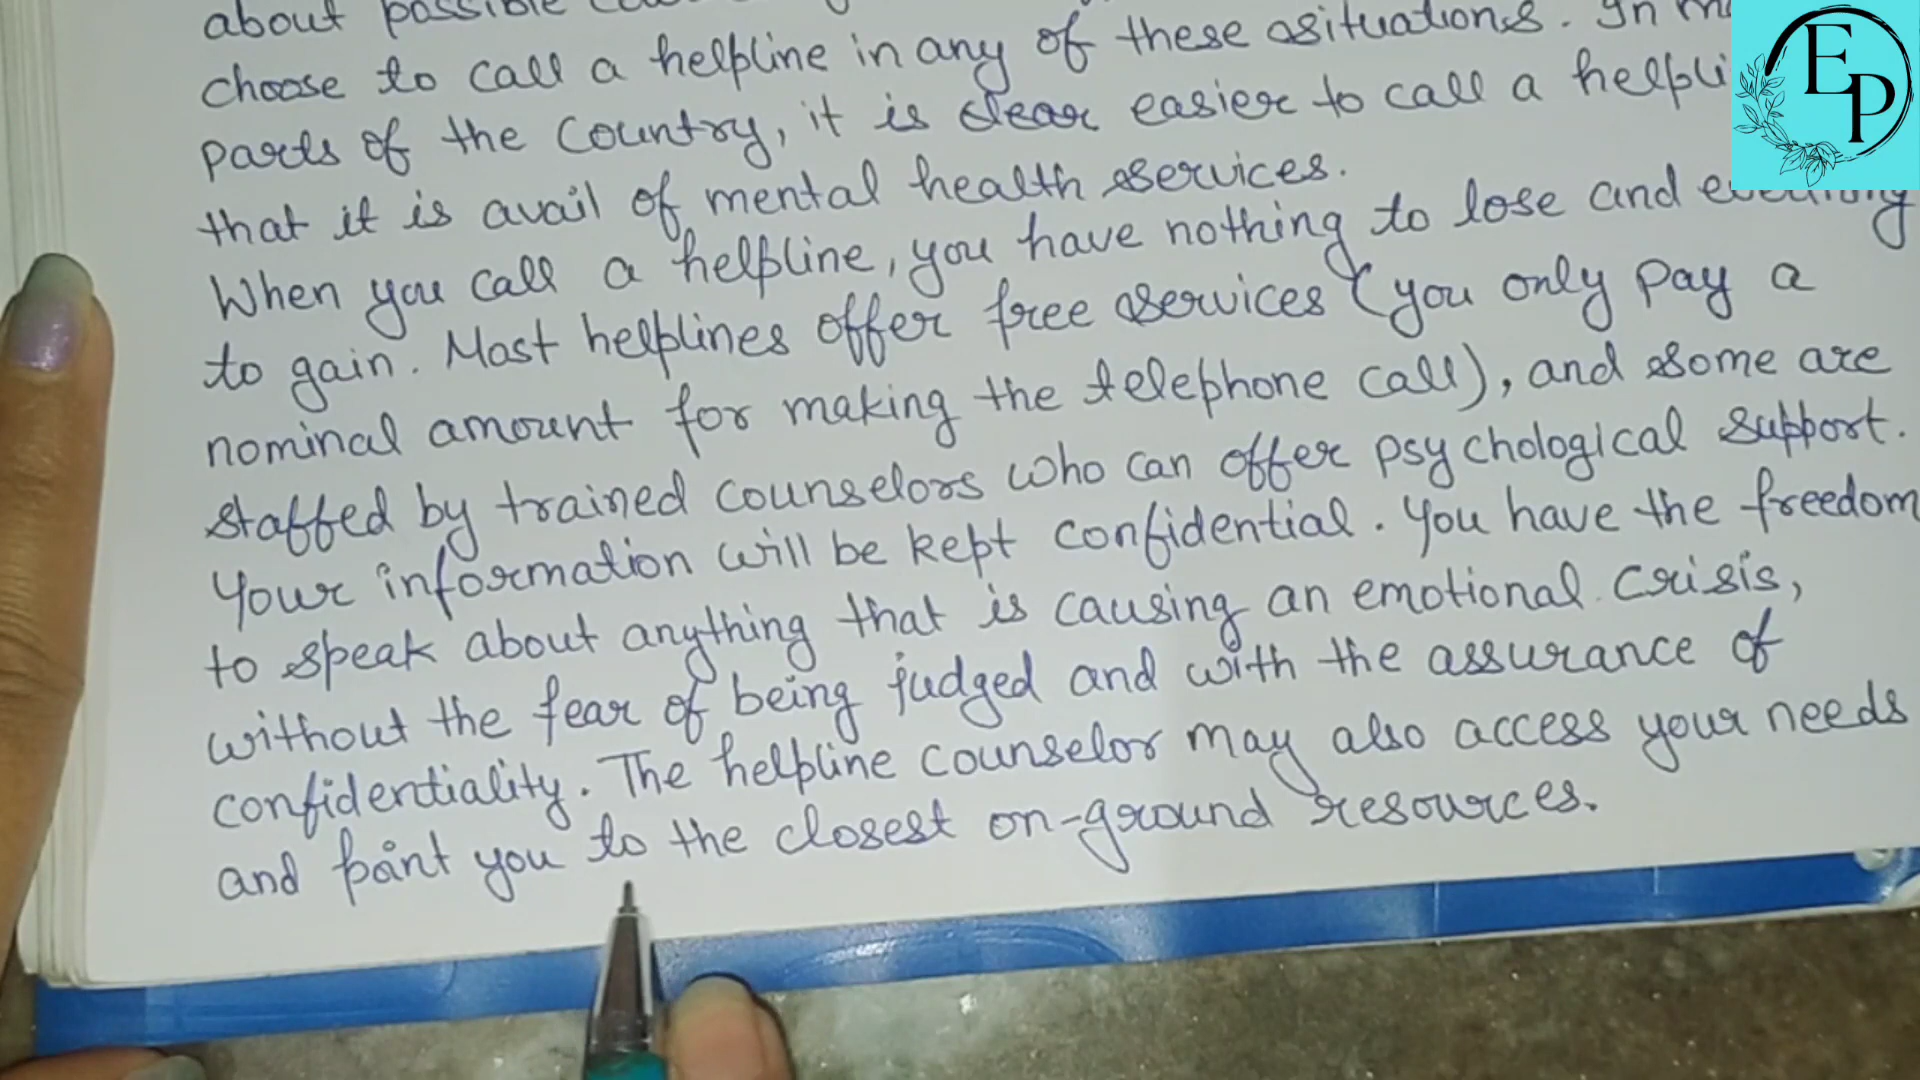 about possible
choose to call a helpline in any of these situations. In
parts of the country, it is clear easier to call a
that it is avail of mental health services.
When you call a helpline, you have nothing to lose and
to gain. Most helplines offer free services (you only pay a
nominal amount for making the telephone call), and some are
staffed by trained counselors who can offer psychological support.
Your information will be kept confidential. You have the freedom
to speak about anything that is causing an emotional crisis,
without the fear of being judged and with the assurance of
confidentiality. The helpline counselor may also access your needs
and point you to the closest on-ground resources.
EP